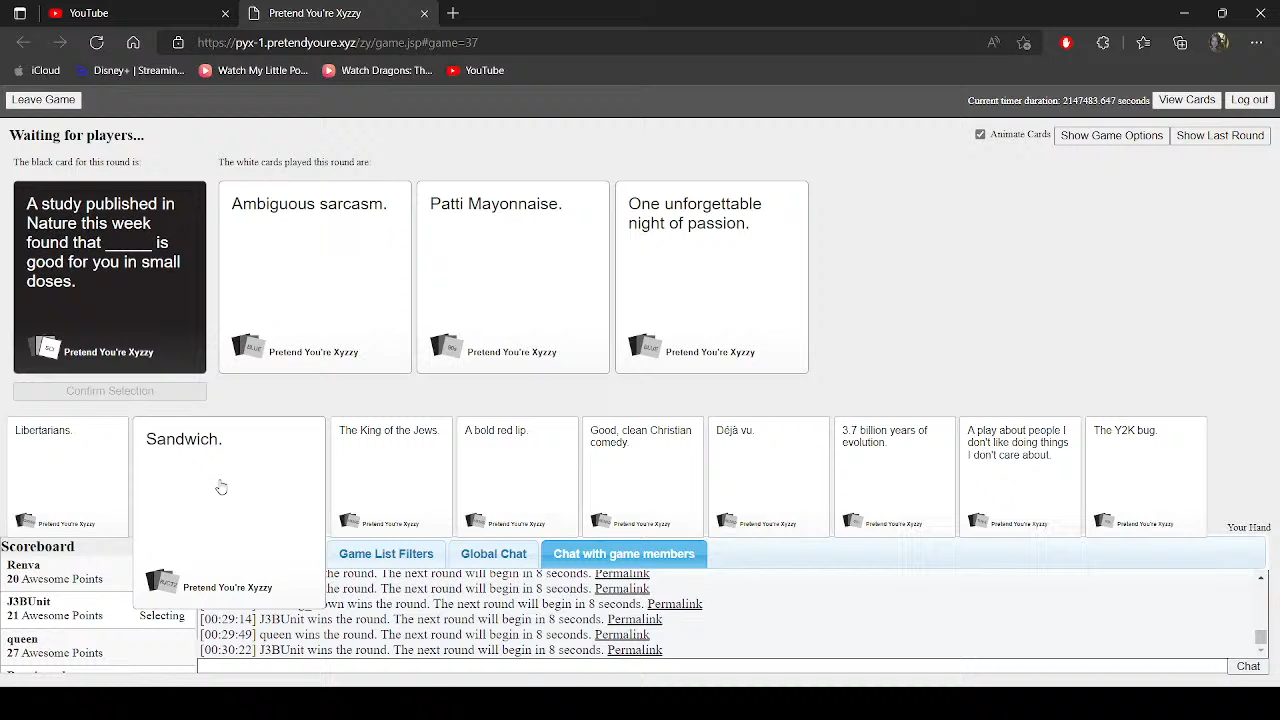 YouTube
Pretend You're Xyzzy
https://pyx-1.pretendyoure.xyz/zy/game.jsp#game=37
iCloud
Disney+ | Streamin...
Watch My Little Po...
Watch Dragons: Th...
YouTube
Leave Game
Current timer duration: 2147483.647 seconds
View Cards
Log out
Waiting for players...
Animate Cards
Show Game Options
Show Last Round
The black card for this round is:
The white cards played this round are:
A study published in
Nature this week
found that _____ is
good for you in small
doses.
Pretend You're Xyzzy
Ambiguous sarcasm.
BLUE
Pretend You're Xyzzy
Patti Mayonnaise.
90s
Pretend You're Xyzzy
One unforgettable
night of passion.
BLUE
Pretend You're Xyzzy
Confirm Selection
Libertarians.
Pretend You're Xyzzy
Sandwich.
Pretend You're Xyzzy
The King of the Jews.
Pretend You're Xyzzy
A bold red lip.
Pretend You're Xyzzy
Good, clean Christian
comedy.
Pretend You're Xyzzy
Déjà vu.
Pretend You're Xyzzy
3.7 billion years of
evolution.
Pretend You're Xyzzy
A play about people I
don't like doing things
I don't care about.
Pretend You're Xyzzy
The Y2K bug.
Pretend You're Xyzzy
Your Hand
Scoreboard
Renva
20 Awesome Points
J3BUnit
21 Awesome Points
Selecting
queen
27 Awesome Points
Game List Filters
Global Chat
Chat with game members
the round. The next round will begin in 8 seconds. Permalink
the round. The next round will begin in 8 seconds. Permalink
wins the round. The next round will begin in 8 seconds. Permalink
[00:29:14] J3BUnit wins the round. The next round will begin in 8 seconds. Permalink
[00:29:49] queen wins the round. The next round will begin in 8 seconds. Permalink
[00:30:22] J3BUnit wins the round. The next round will begin in 8 seconds. Permalink
Chat